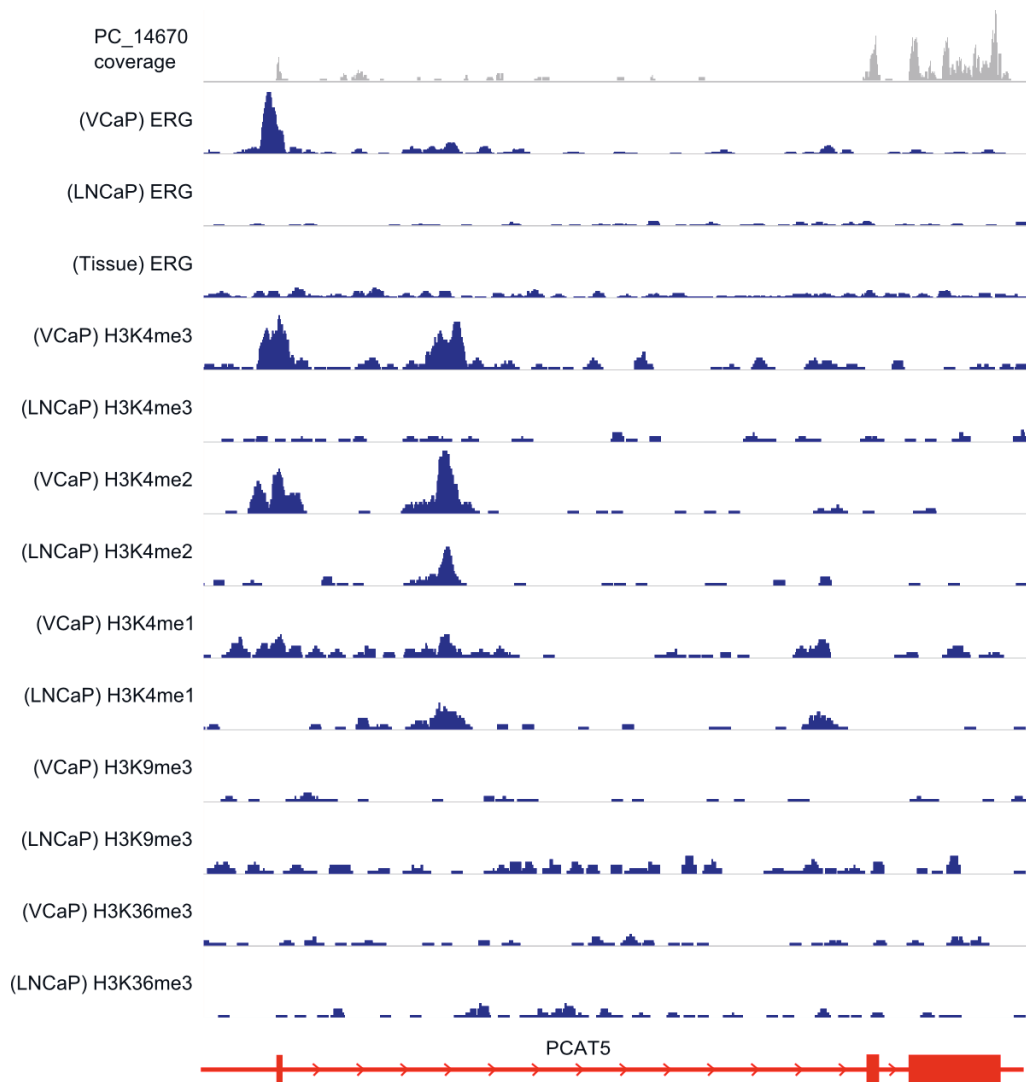 PC_14670
coverage
(VCaP) ERG
(LNCaP) ERG
(Tissue) ERG
(VCaP) H3K4me3
(LNCaP) H3K4me3
(VCaP) H3K4me2
(LNCaP) H3K4me2
(VCaP) H3K4me1
(LNCaP) H3K4me1
(VCaP) H3K9me3
(LNCaP) H3K9me3
(VCaP) H3K36me3
(LNCaP) H3K36me3
PCAT5